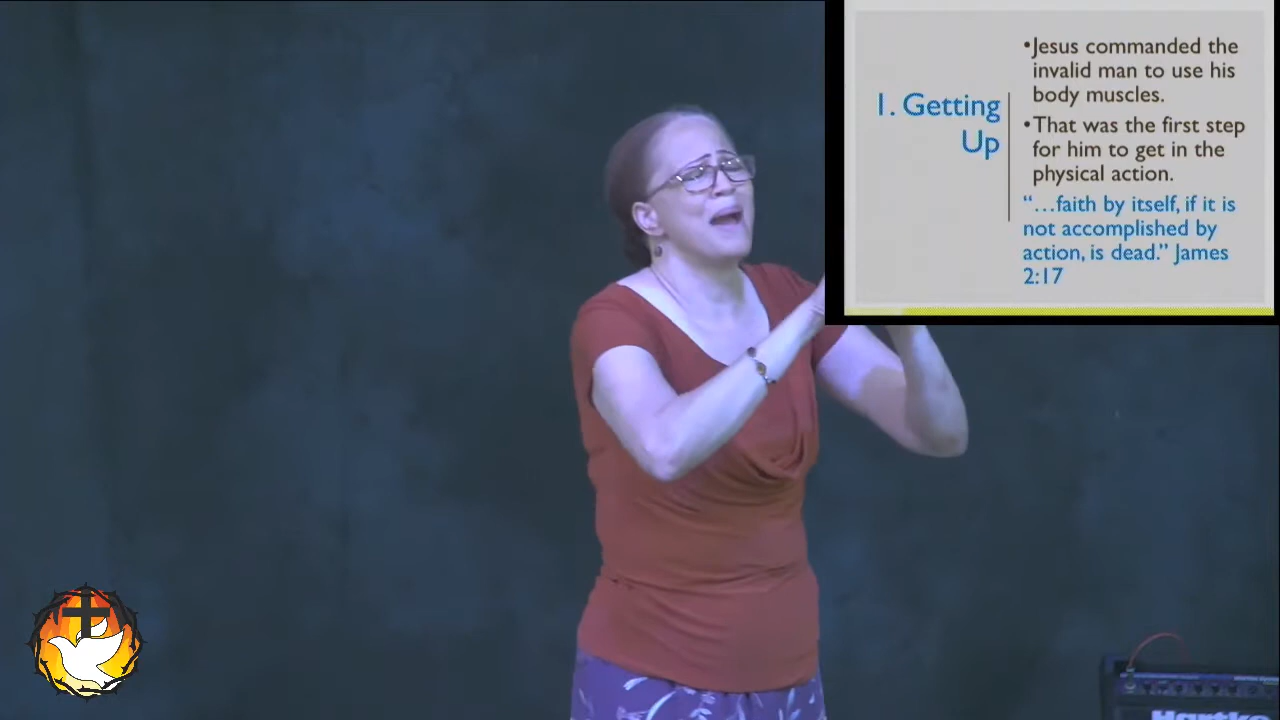 1. Getting
Up
•Jesus commanded the
invalid man to use his
body muscles.
•That was the first step
for him to get in the
physical action.
“...faith by itself, if it is
not accomplished by
action, is dead.” James
2:17
Hartke